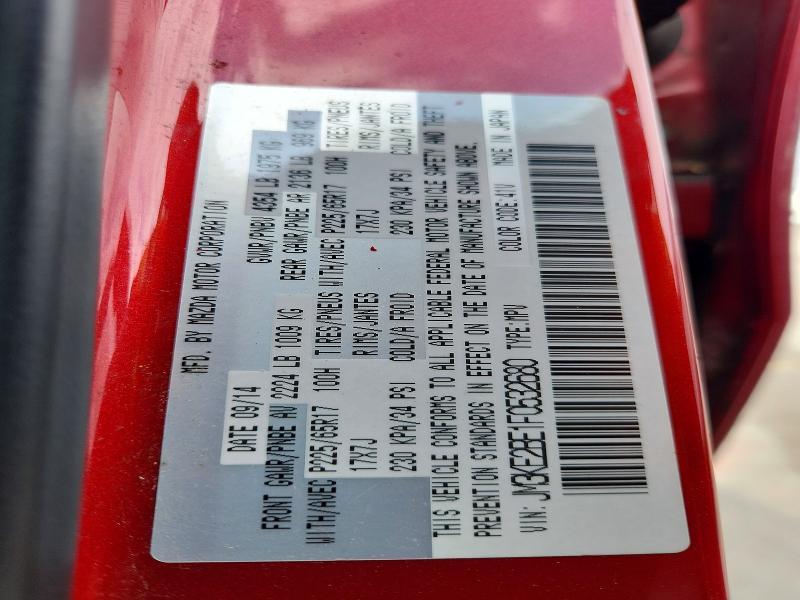 MFD. BY MAZDA MOTOR CORPORATION
DATE 09/14 GVWR/PNBV 4354 LB 1975 KG
FRONT GAWR/PNBE AV 2224 LB 1009 KG REAR GAWR/PNBE AR 2136 LB 969 KG
WITH/AVEC P225/65R17 100H TIRES/PNEUS WITH/AVEC P225/65R17 100H TIRES/PNEUS
17X7J RIMS/JANTES 17X7J RIMS/JANTES
230 KPA/34 PSI COLD/A FROID 230 KPA/34 PSI COLD/A FROID
THIS VEHICLE CONFORMS TO ALL APPLICABLE FEDERAL MOTOR VEHICLE SAFETY AND THEFT
PREVENTION STANDARDS IN EFFECT ON THE DATE OF MANUFACTURE SHOWN ABOVE.
COLOR CODE:41V MADE IN JAPAN
VIN: TYPE:MPV